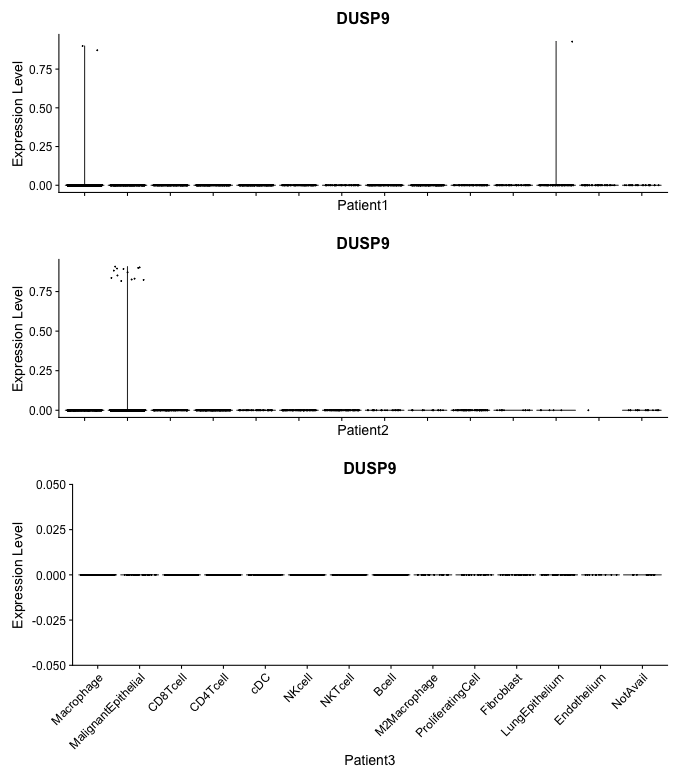 DUSP9
Expression Level
0.75
0.50
0.25
0.00
Patient1
DUSP9
Expression Level
0.75
0.50
0.25
0.00
Patient2
DUSP9
Expression Level
0.050
0.025
0.000
-0.025
-0.050
Macrophage
MalignantEpithelial
CD8Tcell
CD4Tcell
cDC
NKcell
NKTcell
Bcell
M2Macrophage
ProliferatingCell
Fibroblast
LungEpithelium
Endothelium
NotAvail
Patient3